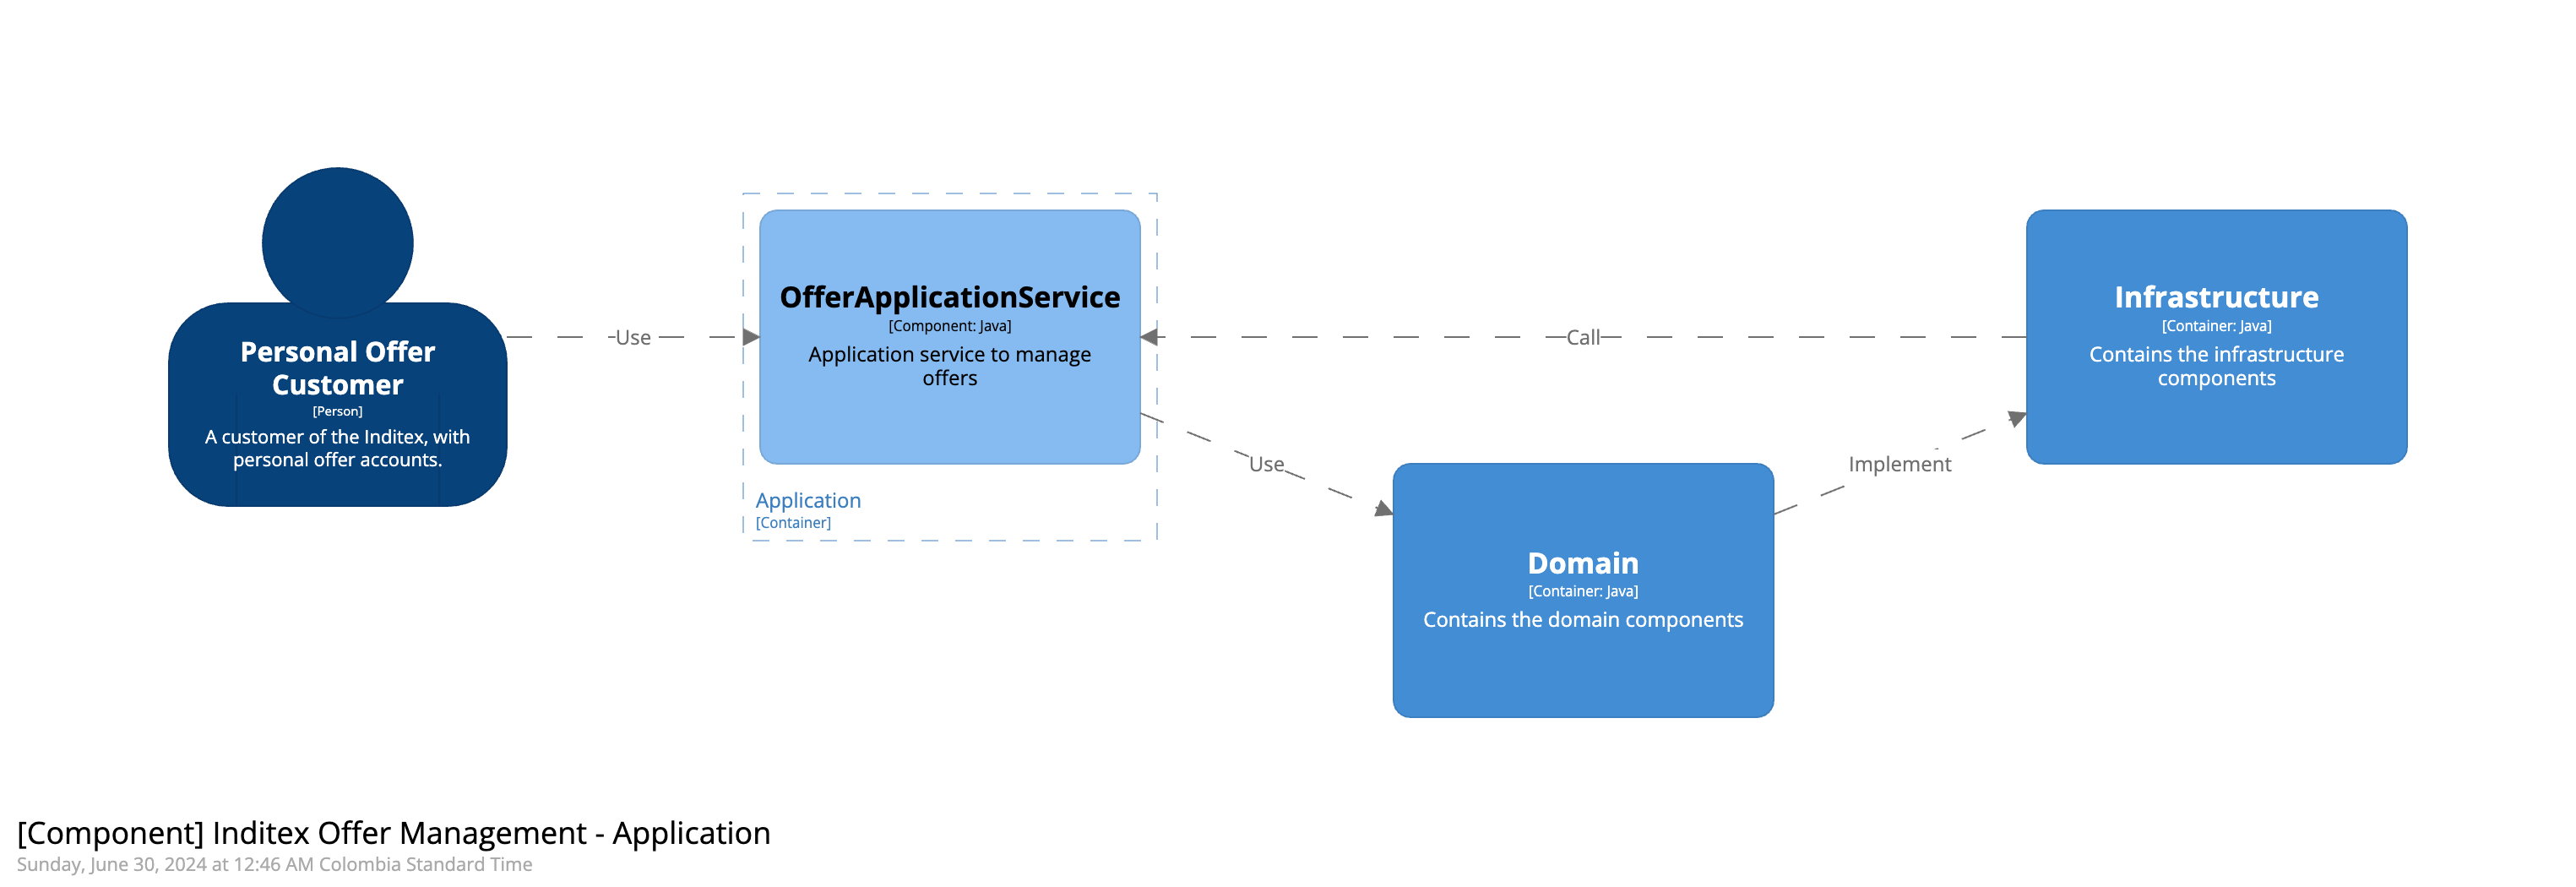 Personal Offer
Customer
[Person]
A customer of the Inditex, with
personal offer accounts.
Use
OfferApplicationService
[Component: Java]
Application service to manage
offers
Application
[Container]
Call
Use
Domain
[Container: Java]
Contains the domain components
Implement
Infrastructure
[Container: Java]
Contains the infrastructure
components
[Component] Inditex Offer Management - Application
Sunday, June 30, 2024 at 12:46 AM Colombia Standard Time